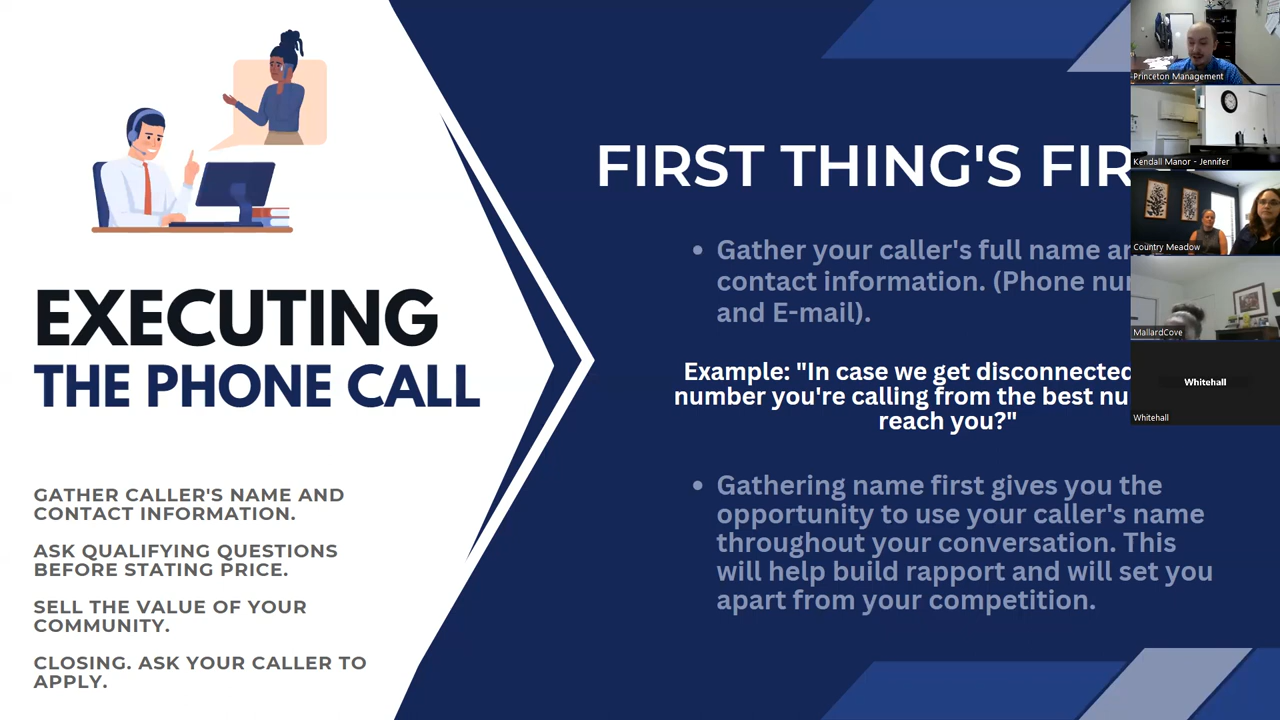 EXECUTING
THE PHONE CALL
GATHER CALLER'S NAME AND
CONTACT INFORMATION.
ASK QUALIFYING QUESTIONS
BEFORE STATING PRICE.
SELL THE VALUE OF YOUR
COMMUNITY.
CLOSING. ASK YOUR CALLER TO
APPLY.
FIRST THING'S FIR
• Gather your caller's full name an
contact information. (Phone nu
and E-mail).
Example: "In case we get disconnected
number you're calling from the best nu
reach you?"
• Gathering name first gives you the
opportunity to use your caller's name
throughout your conversation. This
will help build rapport and will set you
apart from your competition.
Princeton Management
Kendall Manor - Jennifer
Country Meadow
MallardCove
Whitehall
Whitehall